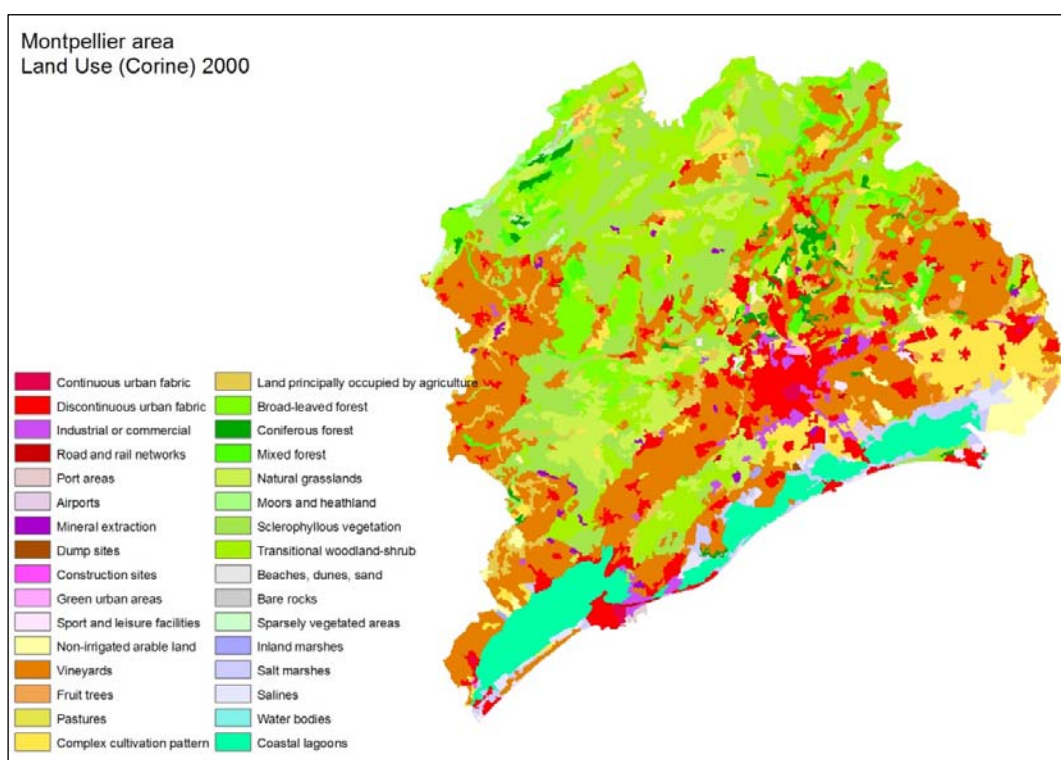 Montpellier area
Land Use (Corine) 2000
Continuous urban fabric
Discontinuous urban fabric
Industrial or commercial
Road and rail networks
Port areas
Airports
Mineral extraction
Dump sites
Construction sites
Green urban areas
Sport and leisure facilities
Non-irrigated arable land
Vineyards
Fruit trees
Pastures
Complex cultivation pattern
Land principally occupied by agriculture
Broad-leaved forest
Coniferous forest
Mixed forest
Natural grasslands
Moors and heathland
Sclerophyllous vegetation
Transitional woodland-shrub
Beaches, dunes, sand
Bare rocks
Sparsely vegetated areas
Inland marshes
Salt marshes
Salines
Water bodies
Coastal lagoons